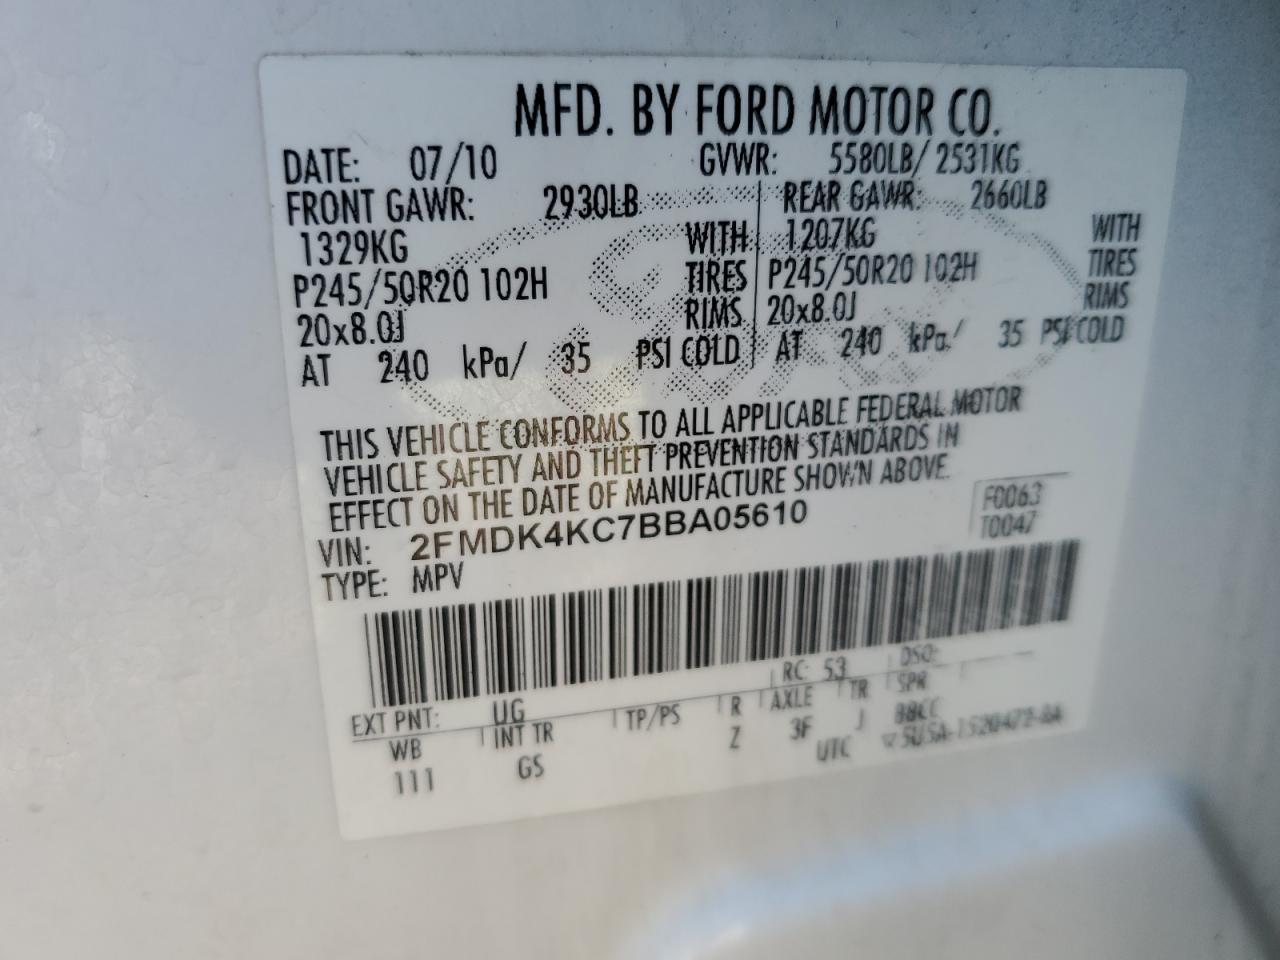 MFD. BY FORD MOTOR CO.
DATE: 07/10 GVWR: 5580LB/ 2531KG
FRONT GAWR: 2930LB REAR GAWR: 2660LB
1329KG WITH 1207KG WITH
P245/50R20 102H TIRES P245/50R20 102H TIRES
20x8.0J RIMS 20x8.0J RIMS
AT 240 kPa/ 35 PSI COLD AT 240 kPa/ 35 PSI COLD
THIS VEHICLE CONFORMS TO ALL APPLICABLE FEDERAL MOTOR
VEHICLE SAFETY AND THEFT PREVENTION STANDARDS IN
EFFECT ON THE DATE OF MANUFACTURE SHOWN ABOVE.
F0063
VIN: 2FMDK4KC7BBA05610 T0047
TYPE: MPV
RC: 53 DSO:
EXT PNT: UG
WB INT TR TP/PS R AXLE TR SPR
111 GS Z 3F J
UTC